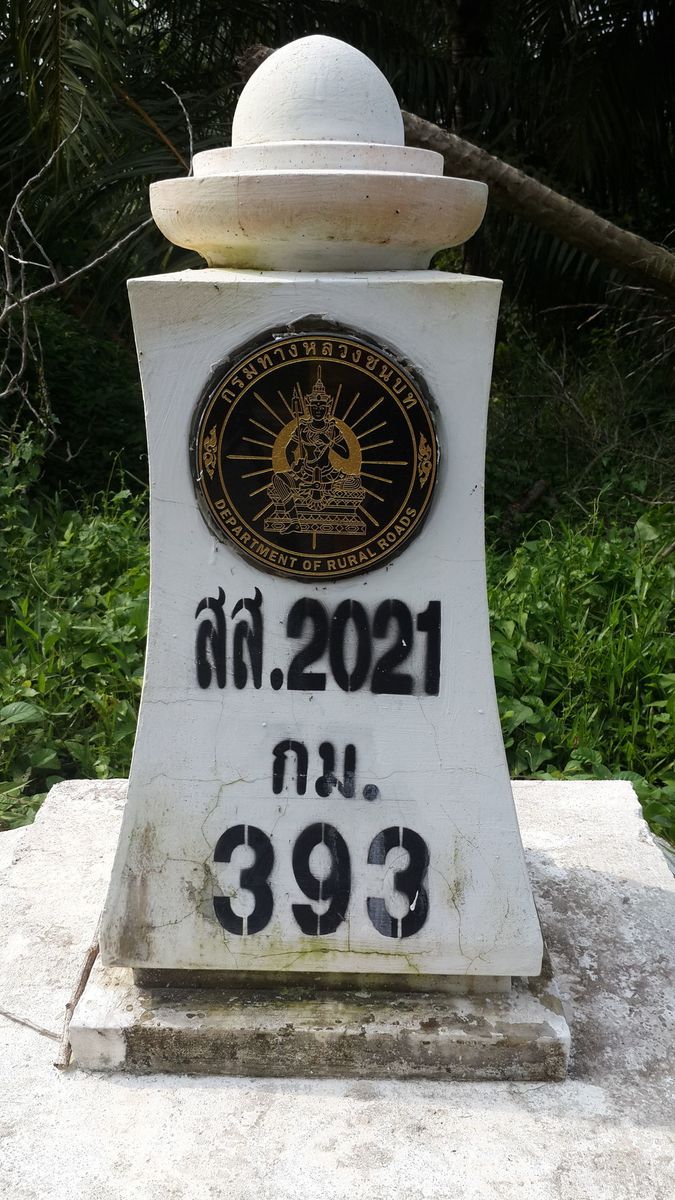 กรมทางหลวงชนบท
DEPARTMENT OF RURAL ROADS
สส.2021
กม.
393